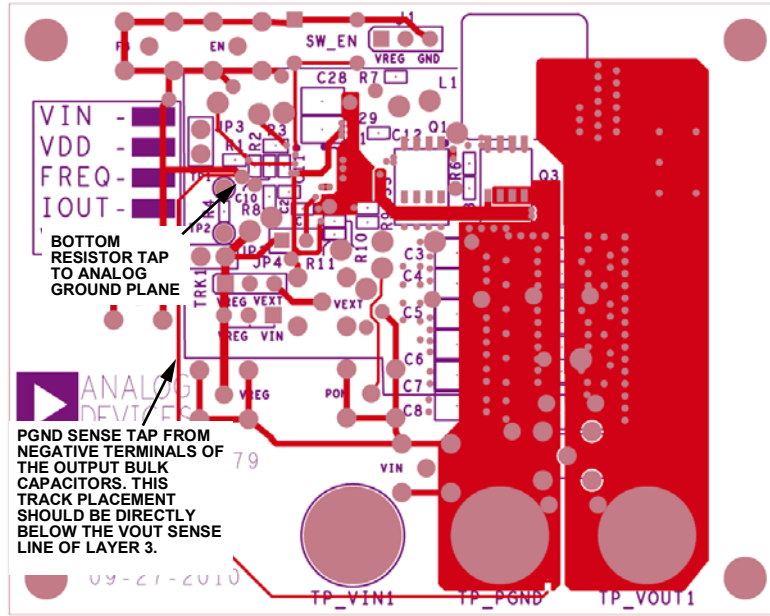 EN
SW_EN
J1
VREG GND
C28
R7
L1
VIN -
VDD -
FREQ -
IOUT -
JP3
R1
R2
C12
Q1
R6
Q3
C10
R8
JP2
JP4
R11
R10
R9
BOTTOM
RESISTOR TAP
TO ANALOG
GROUND PLANE
TRK1
VREG VEXT
VEXT
VREG VIN
C3
C4
C5
C6
C7
C8
VREG
ANALOG
DEVICES
PGND SENSE TAP FROM
NEGATIVE TERMINALS OF
THE OUTPUT BULK
CAPACITORS. THIS
TRACK PLACEMENT
SHOULD BE DIRECTLY
BELOW THE VOUT SENSE
LINE OF LAYER 3.
79
VIN
09-27-2010
TP_VIN1
TP_PGND
TP_VOUT1